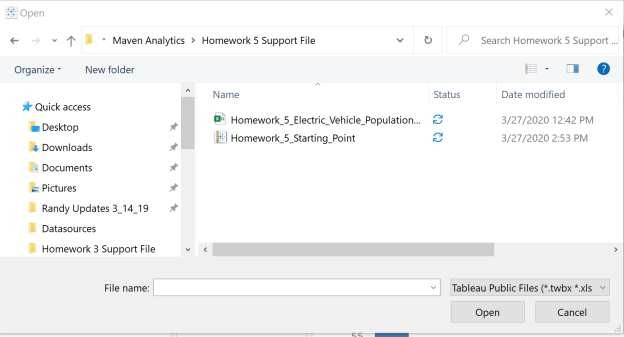 Open
Maven Analytics > Homework 5 Support File
Search Homework 5 Support ...
Organize
New folder
?
Name
Status
Date modified
Quick access
Desktop
Downloads
Documents
Pictures
Randy Updates 3_14_19
Datasources
Homework 3 Support File
Homework_5_Electric_Vehicle_Population... 3/27/2020 12:42 PM
Homework_5_Starting_Point 3/27/2020 2:53 PM
File name:
Tableau Public Files (*.twbx *.xls
Open
Cancel
55